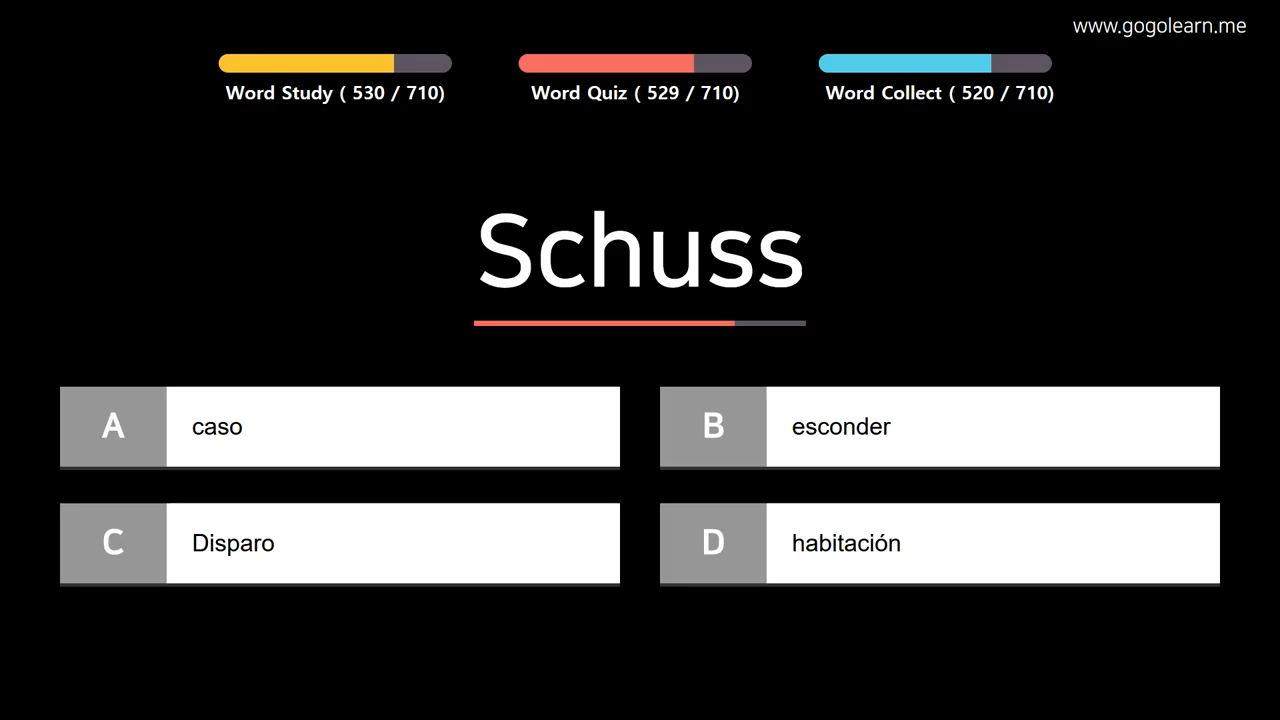 www.gogolearn.me
Word Study ( 530 / 710)
Word Quiz ( 529 / 710)
Word Collect ( 520 / 710)
Schuss
A caso
B esconder
C Disparo
D habitación